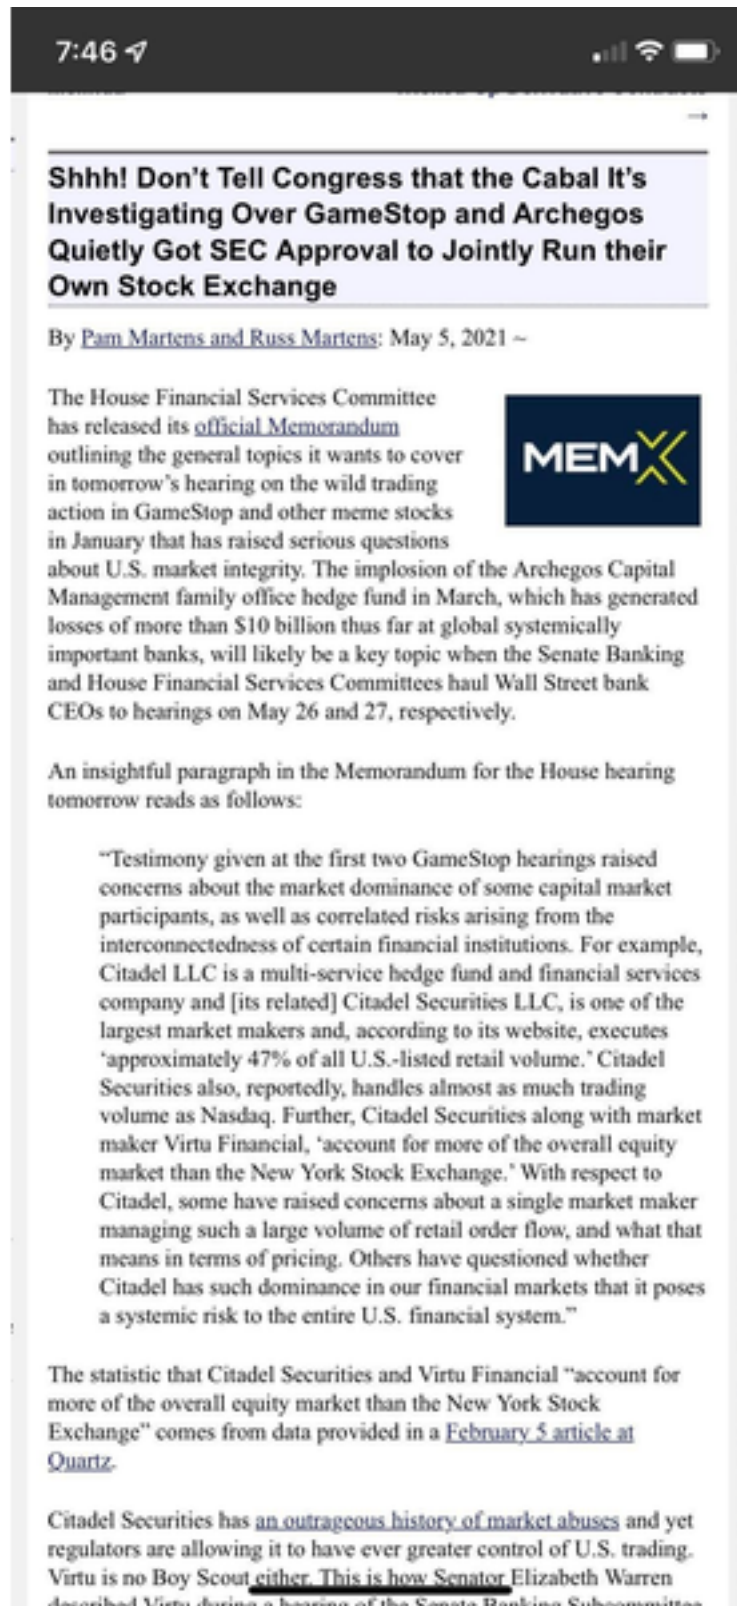 7:46
Shhh! Don't Tell Congress that the Cabal It's
Investigating Over GameStop and Archegos
Quietly Got SEC Approval to Jointly Run their
Own Stock Exchange
By Pam Martens and Russ Martens: May 5, 2021 ~
The House Financial Services Committee
has released its official Memorandum
outlining the general topics it wants to cover
in tomorrow's hearing on the wild trading
action in GameStop and other meme stocks
in January that has raised serious questions
MEMX
about U.S. market integrity. The implosion of the Archegos Capital
Management family office hedge fund in March, which has generated
losses of more than $10 billion thus far at global systemically
important banks, will likely be a key topic when the Senate Banking
and House Financial Services Committees haul Wall Street bank
CEOs to hearings on May 26 and 27, respectively.
An insightful paragraph in the Memorandum for the House hearing
tomorrow reads as follows:
"Testimony given at the first two GameStop hearings raised
concerns about the market dominance of some capital market
participants, as well as correlated risks arising from the
interconnectedness of certain financial institutions. For example,
Citadel LLC is a multi-service hedge fund and financial services
company and [its related] Citadel Securities LLC, is one of the
largest market makers and, according to its website, executes
'approximately 47% of all U.S.-listed retail volume.' Citadel
Securities also, reportedly, handles almost as much trading
volume as Nasdaq. Further, Citadel Securities along with market
maker Virtu Financial, 'account for more of the overall equity
market than the New York Stock Exchange.' With respect to
Citadel, some have raised concerns about a single market maker
managing such a large volume of retail order flow, and what that
means in terms of pricing. Others have questioned whether
Citadel has such dominance in our financial markets that it poses
a systemic risk to the entire U.S. financial system."
The statistic that Citadel Securities and Virtu Financial "account for
more of the overall equity market than the New York Stock
Exchange" comes from data provided in a February 5 article at
Quartz.
Citadel Securities has an outrageous history of market abuses and yet
regulators are allowing it to have ever greater control of U.S. trading.
Virtu is no Boy Scout either. This is how Senator Elizabeth Warren
described Virtu during a hearing of the Senate Banking Subcommittee